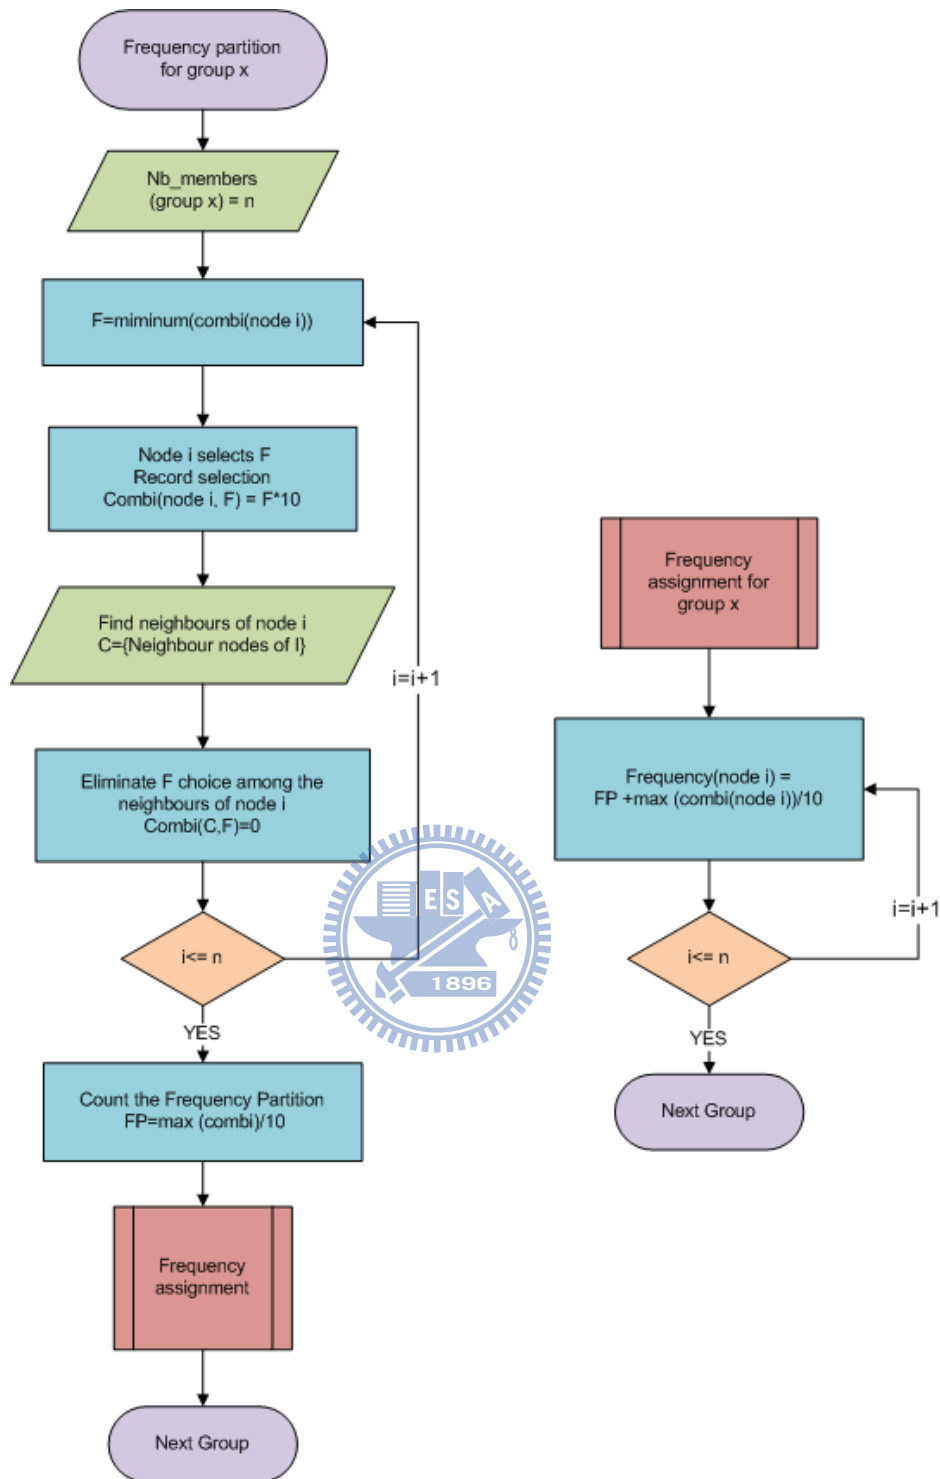 Frequency partition
for group x
Nb_members
(group x) = n
F=miminum(combi(node i))
Node i selects F
Record selection
Combi(node i, F) = F*10
Find neighbours of node i
C={Neighbour nodes of I}
i=i+1
Eliminate F choice among the
neighbours of node i
Combi(C,F)=0
i<= n
YES
Count the Frequency Partition
FP=max (combi)/10
Frequency
assignment
Next Group
Frequency
assignment for
group x
Frequency(node i) =
FP +max (combi(node i))/10
i=i+1
i<= n
YES
Next Group
E S A
1896